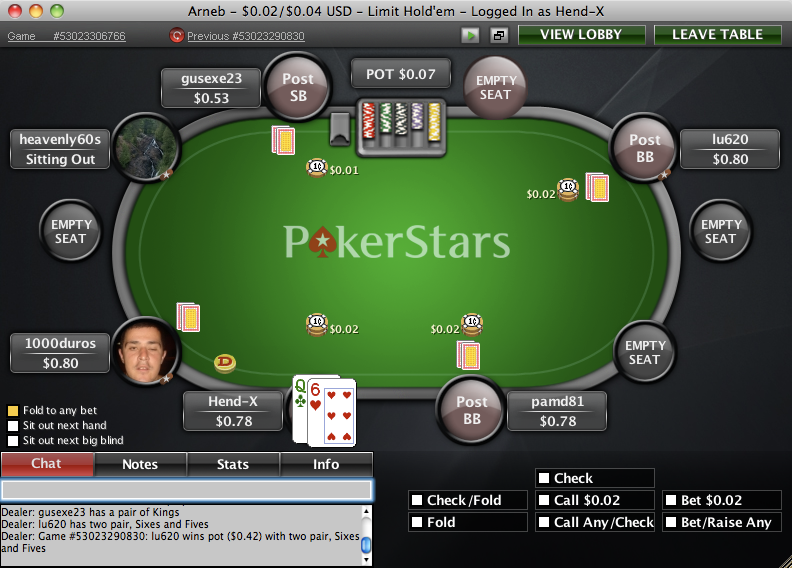 Arneb - $0.02/$0.04 USD - Limit Hold'em - Logged In as Hend-X
Game #53023306766
Previous #53023290830
VIEW LOBBY
LEAVE TABLE
gusexe23
$0.53
Post
SB
POT $0.07
EMPTY
SEAT
heavenly60s
Sitting Out
Post
BB
lu620
$0.80
1¢
$0.01
$0.02
1¢
EMPTY
SEAT
PokerStars
EMPTY
SEAT
1¢
$0.02
$0.02
1¢
1000duros
$0.80
D
EMPTY
SEAT
Hend-X
$0.78
Q
6
Post
BB
pamd81
$0.78
Fold to any bet
Sit out next hand
Sit out next big blind
Chat
Notes
Stats
Info
Dealer: gusexe23 has a pair of Kings
Dealer: lu620 has two pair, Sixes and Fives
Dealer: Game #53023290830: lu620 wins pot ($0.42) with two pair, Sixes
and Fives
Check
Check/Fold
Call $0.02
Bet $0.02
Fold
Call Any/Check
Bet/Raise Any